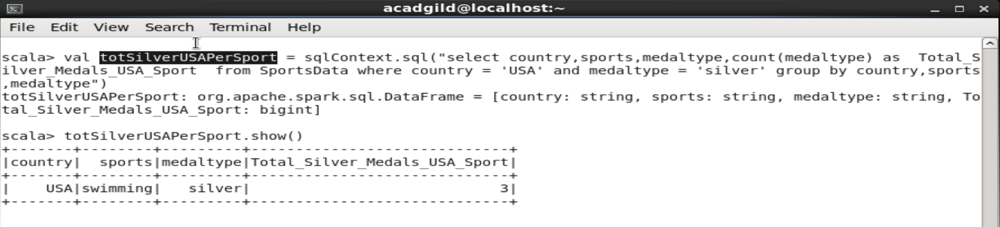 acadgild@localhost:~
File Edit View Search Terminal Help
scala> val totSilverUSAPerSport = sqlContext.sql("select country,sports,medaltype,count(medaltype) as  Total_S
ilver_Medals_USA_Sport  from SportsData where country = 'USA' and medaltype = 'silver' group by country,sports
,medaltype")
totSilverUSAPerSport: org.apache.spark.sql.DataFrame = [country: string, sports: string, medaltype: string, To
tal_Silver_Medals_USA_Sport: bigint]
scala> totSilverUSAPerSport.show()
+-------+--------+---------+-----------------------------+
|country|  sports|medaltype|Total_Silver_Medals_USA_Sport|
+-------+--------+---------+-----------------------------+
|    USA|swimming|   silver|                            3|
+-------+--------+---------+-----------------------------+